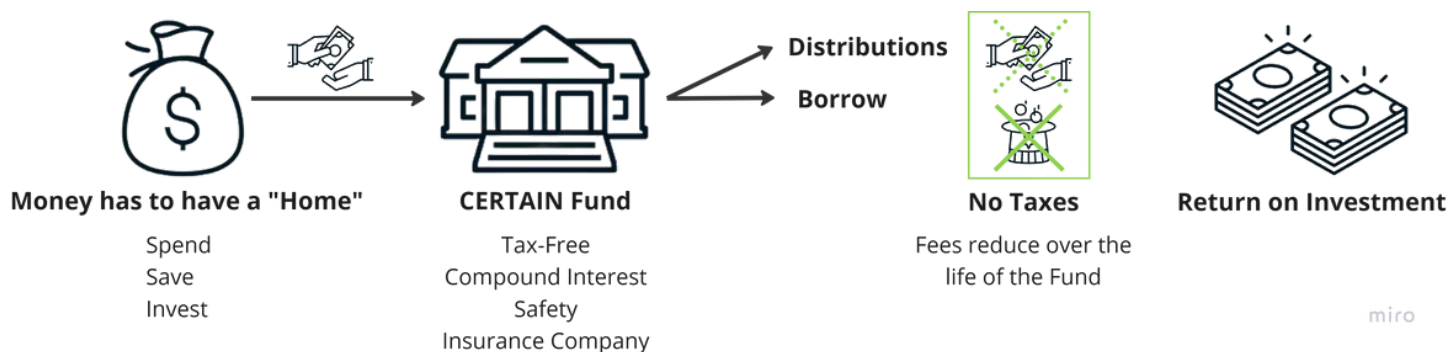 $
Distributions
Borrow
Money has to have a "Home"
Spend
Save
Invest
CERTAIN Fund
Tax-Free
Compound Interest
Safety
Insurance Company
No Taxes
Fees reduce over the
life of the Fund
Return on Investment
miro